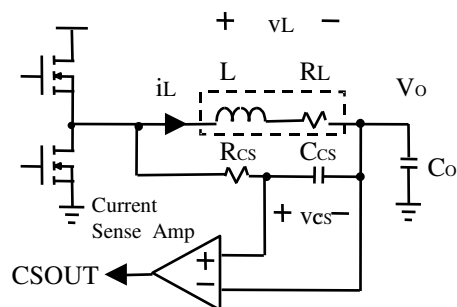 + vL −
iL L RL VO
RCS CCS CO
Current + vcs −
Sense Amp
+
CSOUT −